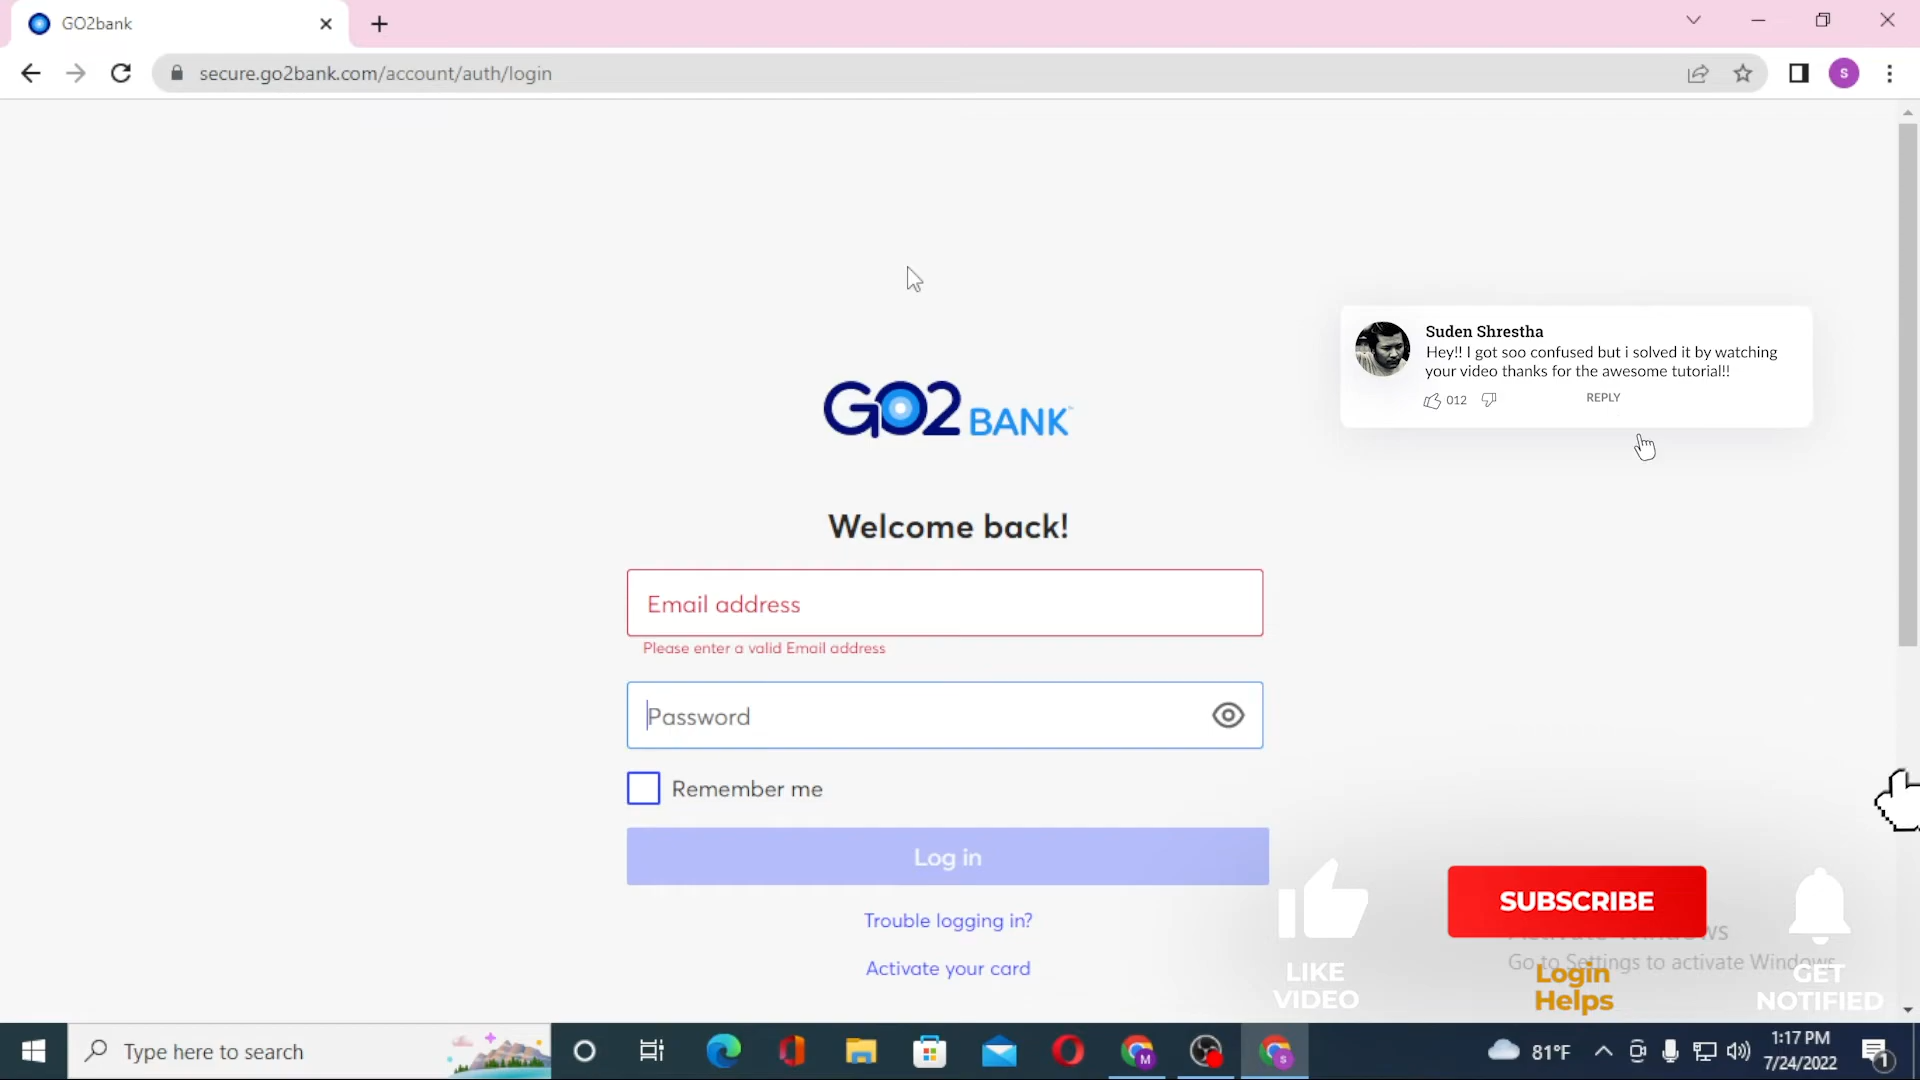 GO2bank
secure.go2bank.com/account/auth/login
S
Suden Shrestha
Hey!! I got soo confused but i solved it by watching
your video thanks for the awesome tutorial!!
012
REPLY
GO2 BANK
Welcome back!
Email address
Please enter a valid Email address
Password
Remember me
Log in
Trouble logging in?
Activate your card
SUBSCRIBE
Activate Windows
Go to Settings to activate Windows.
LIKE
VIDEO
Login
Helps
GET
NOTIFIED
Type here to search
M
S
81°F
1:17 PM
7/24/2022
1